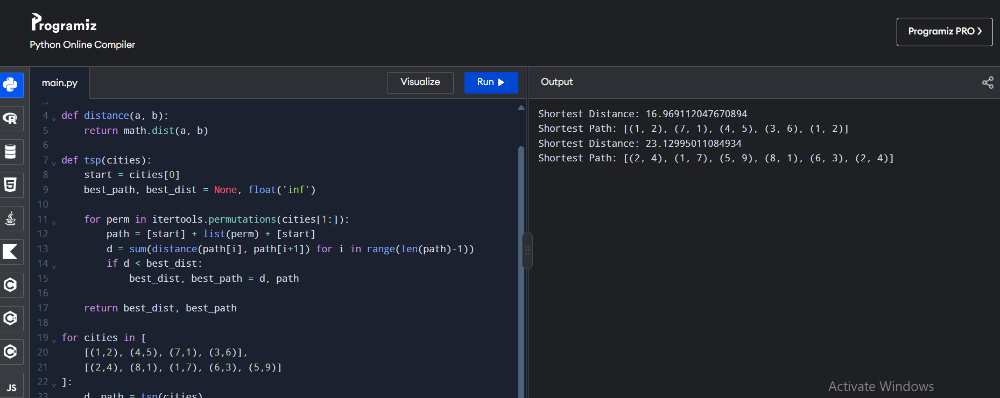 Programiz
Python Online Compiler
Programiz PRO
main.py
Visualize
Run
Output
4 def distance(a, b):
5 return math.dist(a, b)
6
7 def tsp(cities):
8 start = cities[0]
9 best_path, best_dist = None, float('inf')
10
11 for perm in itertools.permutations(cities[1:]):
12 path = [start] + list(perm) + [start]
13 d = sum(distance(path[i], path[i+1]) for i in range(len(path)-1))
14 if d < best_dist:
15 best_dist, best_path = d, path
16
17 return best_dist, best_path
18
19 for cities in [
20 [(1,2), (4,5), (7,1), (3,6)],
21 [(2,4), (8,1), (1,7), (6,3), (5,9)]
22 ]:
23 d, path = tsp(cities)
Shortest Distance: 16.969112047670894
Shortest Path: [(1, 2), (7, 1), (4, 5), (3, 6), (1, 2)]
Shortest Distance: 23.12995011084934
Shortest Path: [(2, 4), (1, 7), (5, 9), (8, 1), (6, 3), (2, 4)]
R
5
C
C
C
JS
Activate Windows